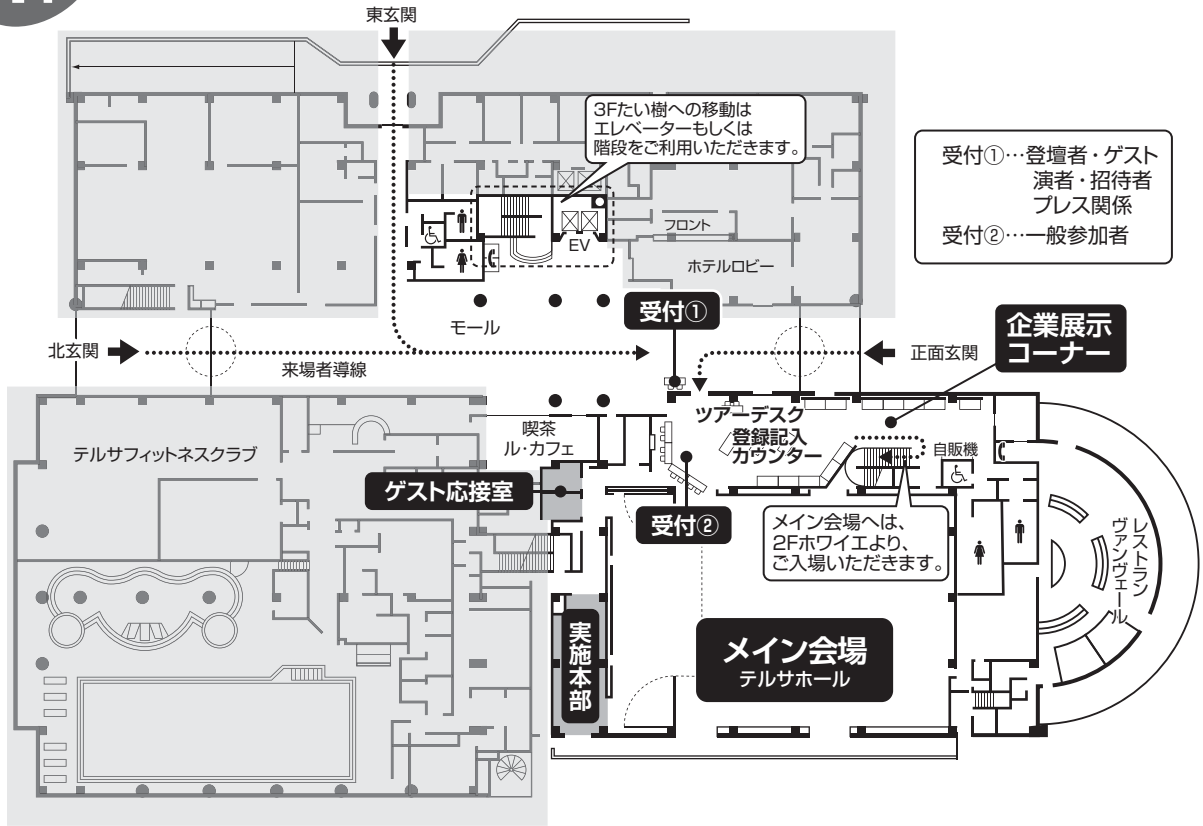 東玄関
3Fたい樹への移動は
エレベーターもしくは
階段をご利用いただきます。
受付①…登壇者・ゲスト
演者・招待者
プレス関係
受付②…一般参加者
フロント
EV
ホテルロビー
モール
受付①
企業展示
コーナー
北玄関
来場者導線
正面玄関
テルサフィットネスクラブ
喫茶
ル・カフェ
ツアーデスク
登録記入
カウンター
自販機
ゲスト応接室
受付②
メイン会場へは、
2Fホワイエより、
ご入場いただきます。
レストラン
ヴァンヴェール
実施本部
メイン会場
テルサホール